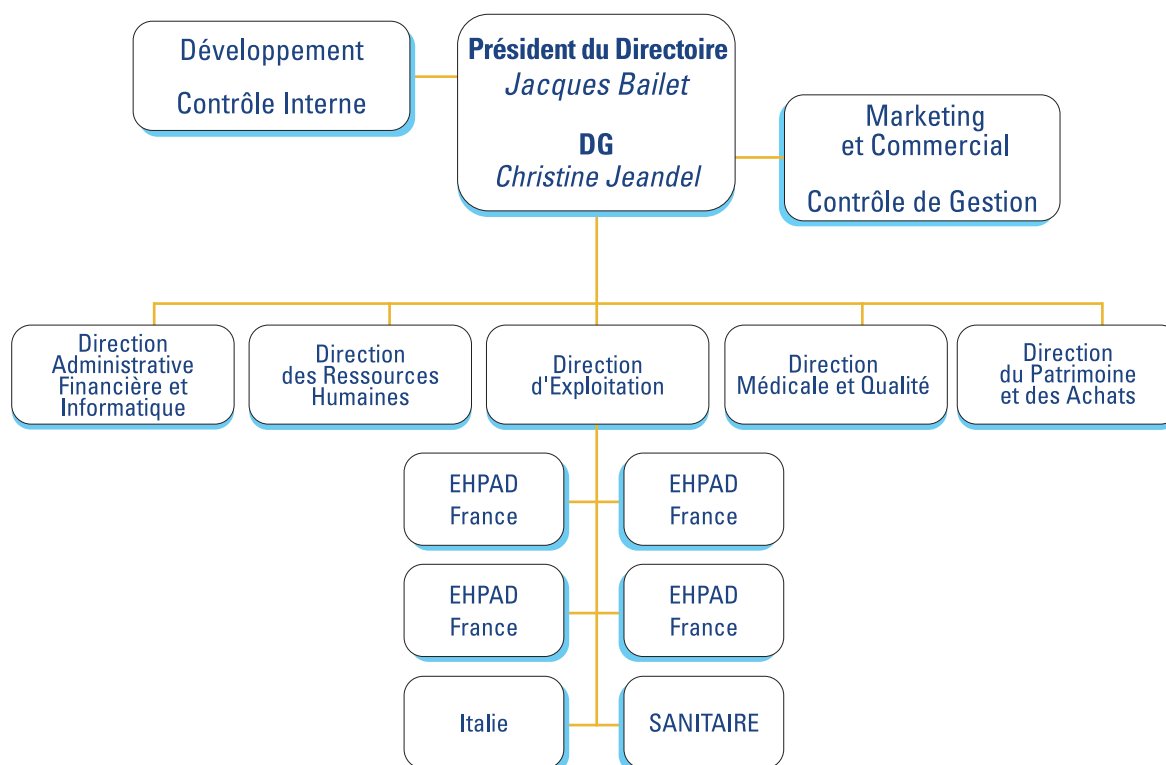 Développement
Contrôle Interne
Président du Directoire
Jacques Bailet
DG
Christine Jeandel
Marketing
et Commercial
Contrôle de Gestion
Direction
Administrative
Financière et
Informatique
Direction
des Ressources
Humaines
Direction
d'Exploitation
Direction
Médicale et Qualité
Direction
du Patrimoine
et des Achats
EHPAD
France
EHPAD
France
EHPAD
France
EHPAD
France
Italie
SANITAIRE